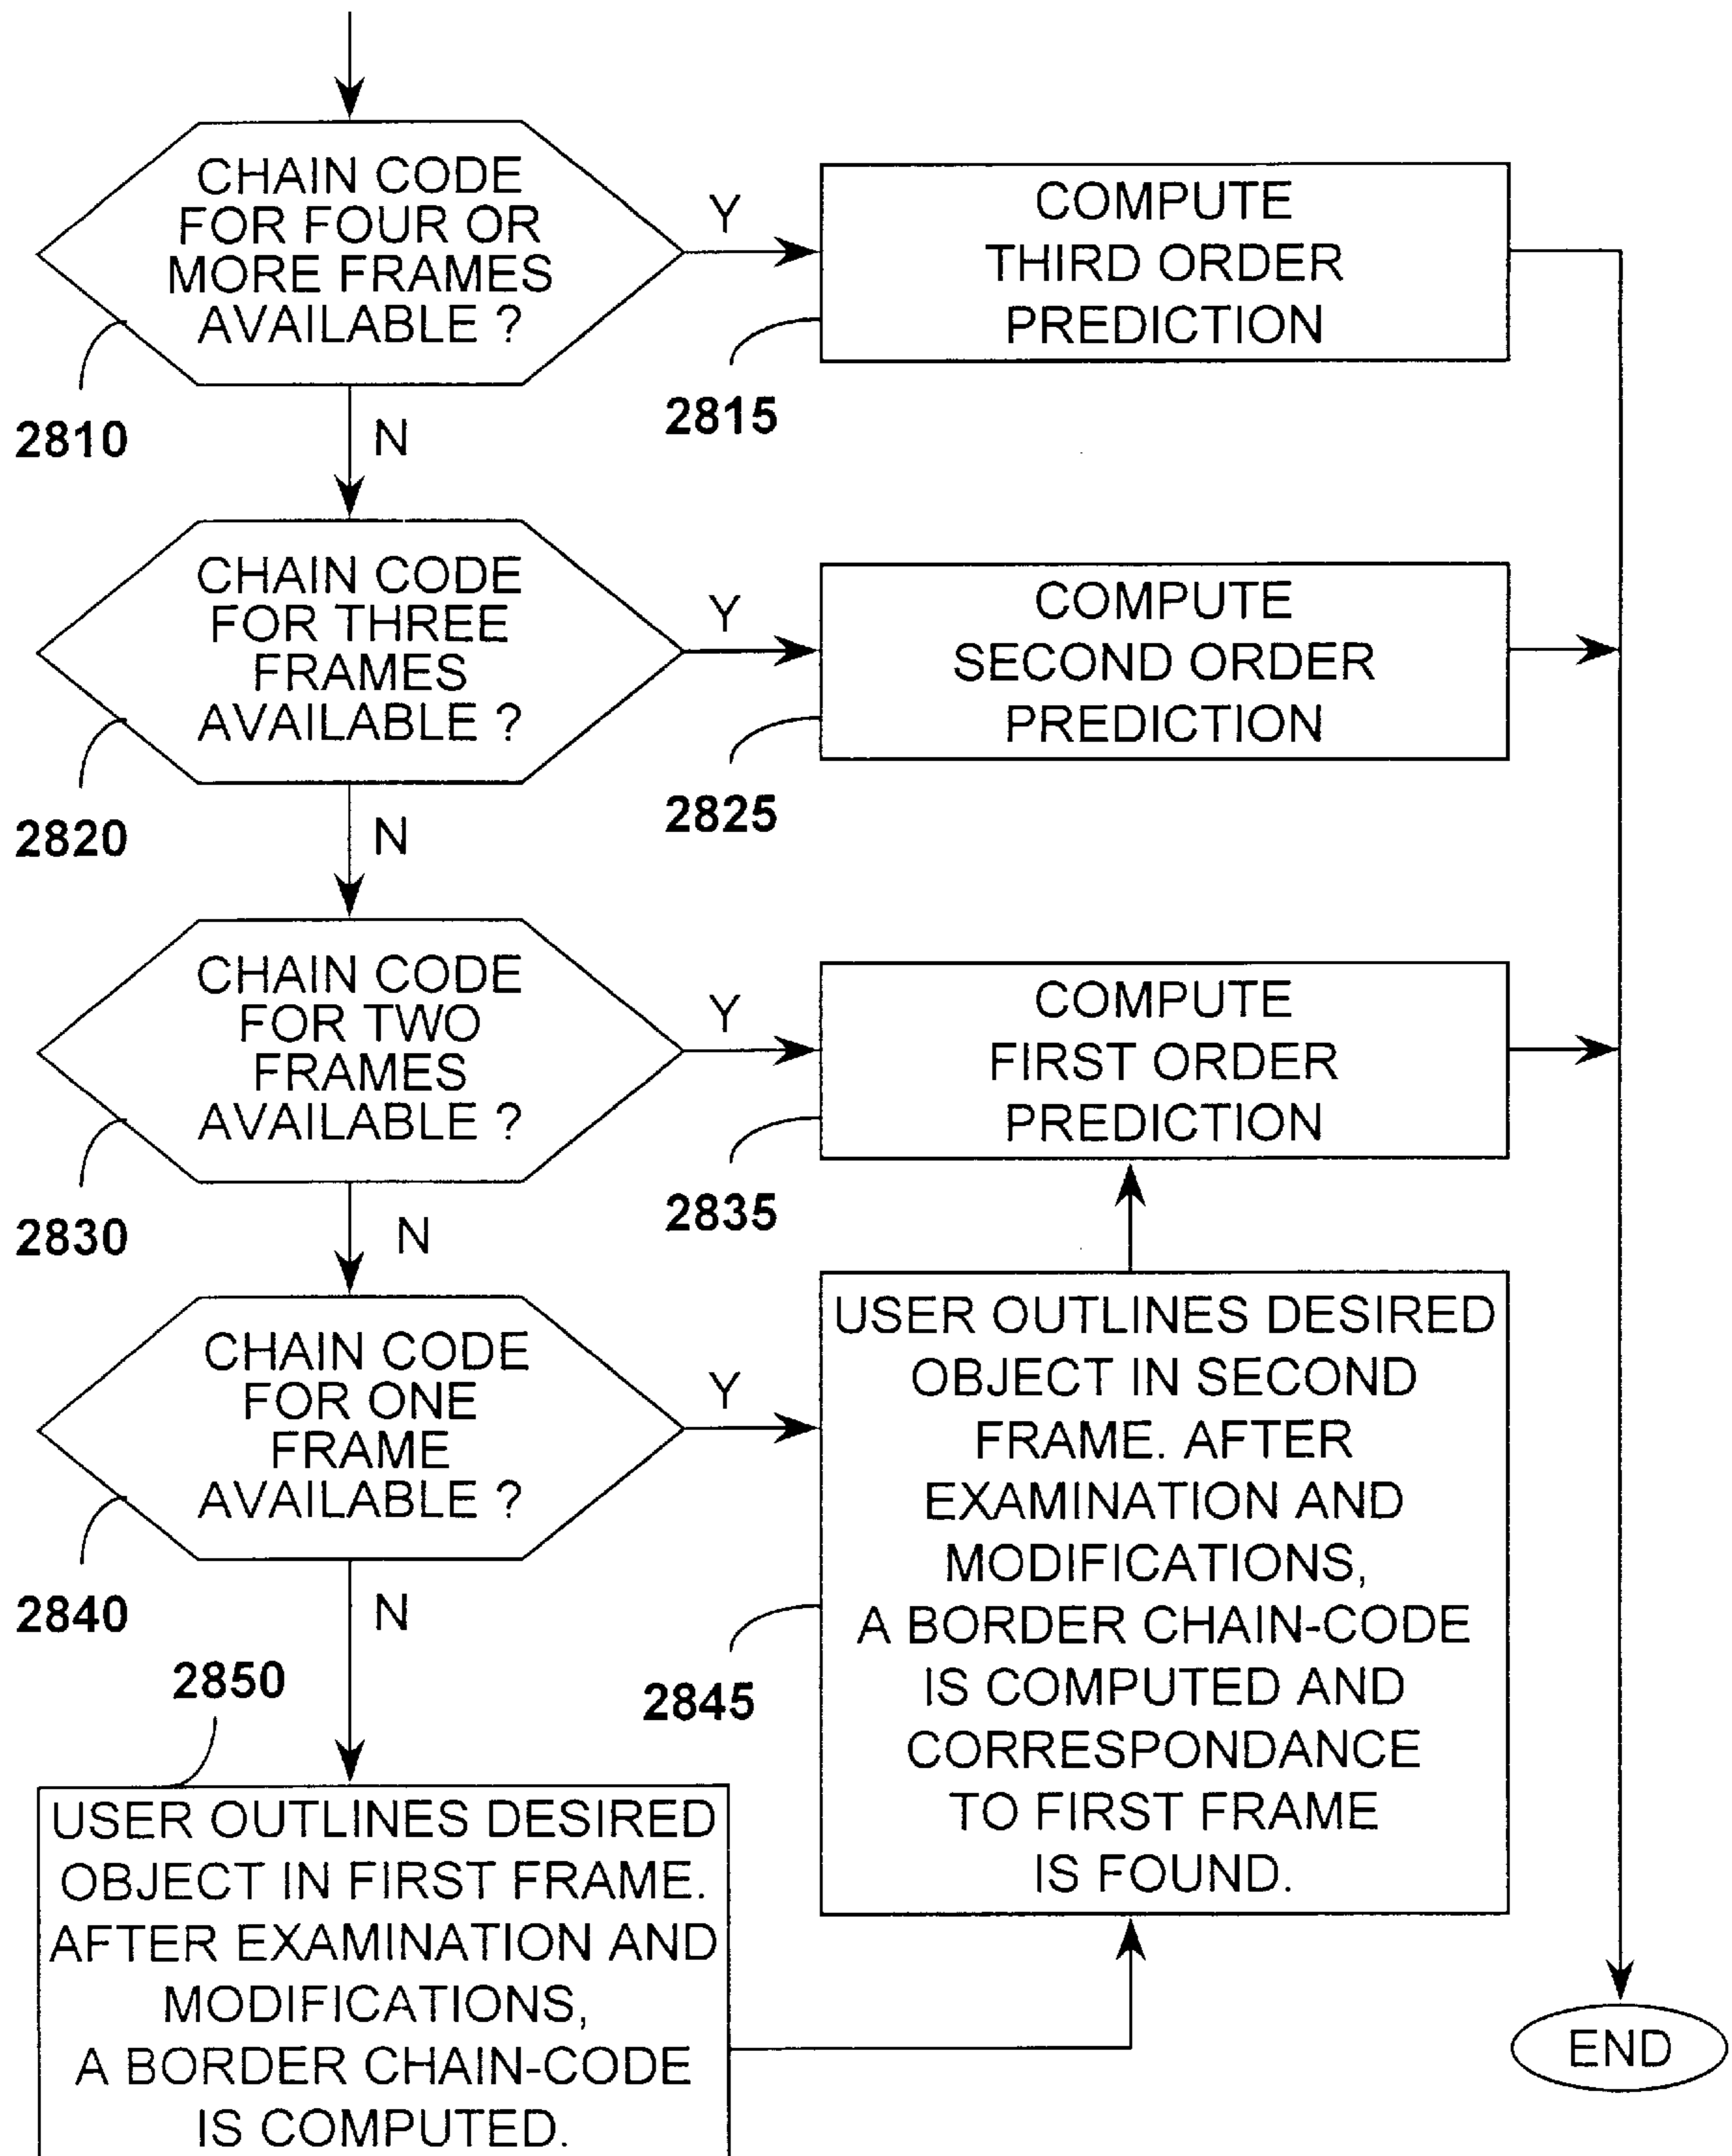 CHAIN CODE
FOR FOUR OR
MORE FRAMES
AVAILABLE ?
2810
Y
N
COMPUTE
THIRD ORDER
PREDICTION
2815
CHAIN CODE
FOR THREE
FRAMES
AVAILABLE ?
2820
Y
N
COMPUTE
SECOND ORDER
PREDICTION
2825
CHAIN CODE
FOR TWO
FRAMES
AVAILABLE ?
2830
Y
N
COMPUTE
FIRST ORDER
PREDICTION
2835
CHAIN CODE
FOR ONE
FRAME
AVAILABLE ?
2840
Y
N
USER OUTLINES DESIRED
OBJECT IN SECOND
FRAME. AFTER
EXAMINATION AND
MODIFICATIONS,
A BORDER CHAIN-CODE
IS COMPUTED AND
CORRESPONDANCE
TO FIRST FRAME
IS FOUND.
2845
2850
USER OUTLINES DESIRED
OBJECT IN FIRST FRAME.
AFTER EXAMINATION AND
MODIFICATIONS,
A BORDER CHAIN-CODE
IS COMPUTED.
END